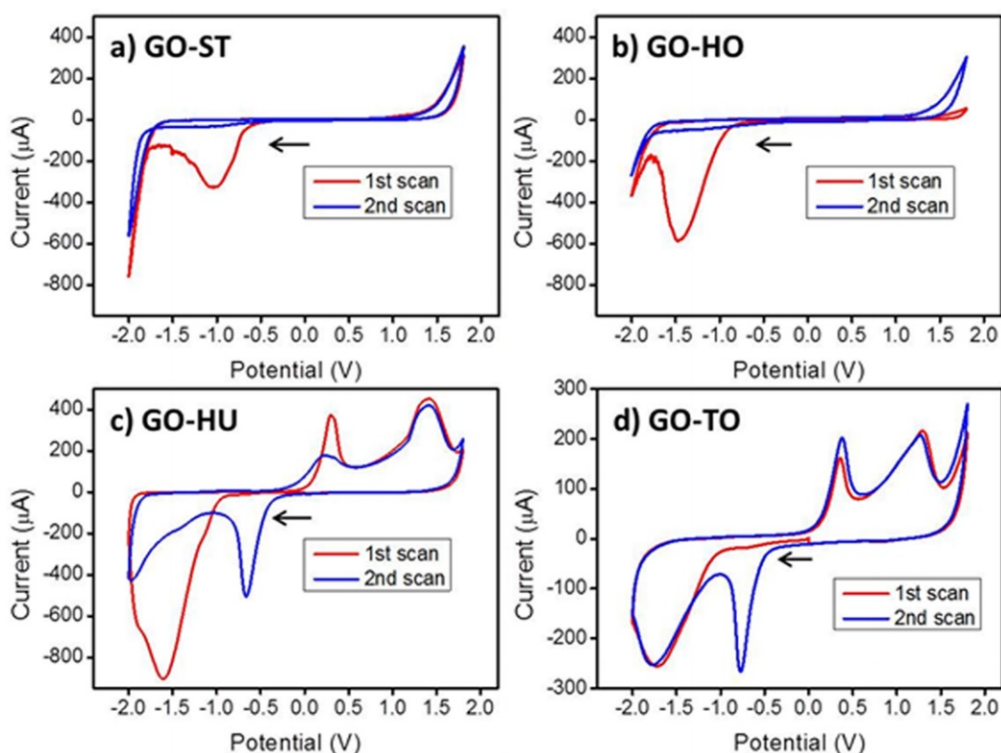 a) GO-ST
400
200
0
-200
-400
-600
-800
Current (μA)
1st scan
2nd scan
-2.0 -1.5 -1.0 -0.5 0.0 0.5 1.0 1.5 2.0
Potential (V)
b) GO-HO
400
200
0
-200
-400
-600
-800
Current (μA)
1st scan
2nd scan
-2.0 -1.5 -1.0 -0.5 0.0 0.5 1.0 1.5 2.0
Potential (V)
c) GO-HU
400
200
0
-200
-400
-600
-800
Current (μA)
1st scan
2nd scan
-2.0 -1.5 -1.0 -0.5 0.0 0.5 1.0 1.5 2.0
Potential (V)
d) GO-TO
300
200
100
0
-100
-200
-300
Current (μA)
1st scan
2nd scan
-2.0 -1.5 -1.0 -0.5 0.0 0.5 1.0 1.5 2.0
Potential (V)